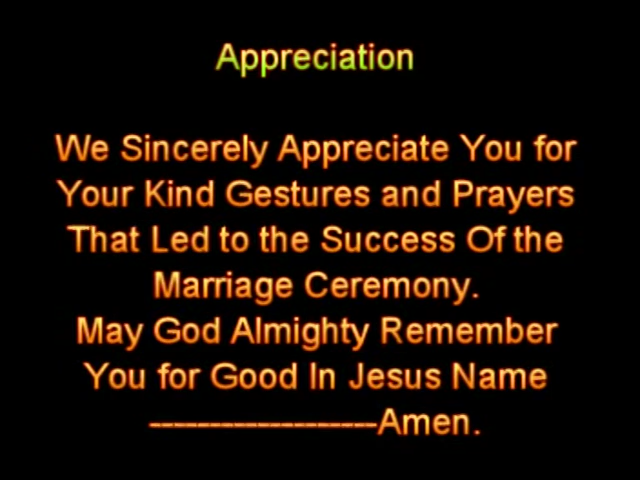 Appreciation
We Sincerely Appreciate You for
Your Kind Gestures and Prayers
That Led to the Success Of the
Marriage Ceremony.
May God Almighty Remember
You for Good In Jesus Name
-------------------Amen.